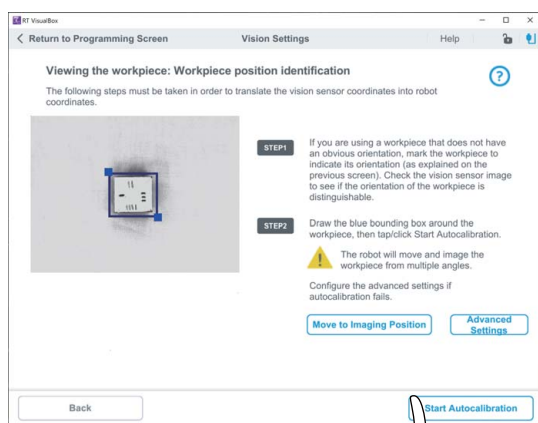 RT VisualBox
Return to Programming Screen
Vision Settings
Help
Viewing the workpiece: Workpiece position identification
The following steps must be taken in order to translate the vision sensor coordinates into robot
coordinates.
STEP1
If you are using a workpiece that does not have
an obvious orientation, mark the workpiece to
indicate its orientation (as explained on the
previous screen). Check the vision sensor image
to see if the orientation of the workpiece is
distinguishable.
STEP2
Draw the blue bounding box around the
workpiece, then tap/click Start Autocalibration.
The robot will move and image the
workpiece from multiple angles.
Configure the advanced settings if
autocalibration fails.
Move to Imaging Position
Advanced
Settings
Back
Start Autocalibration